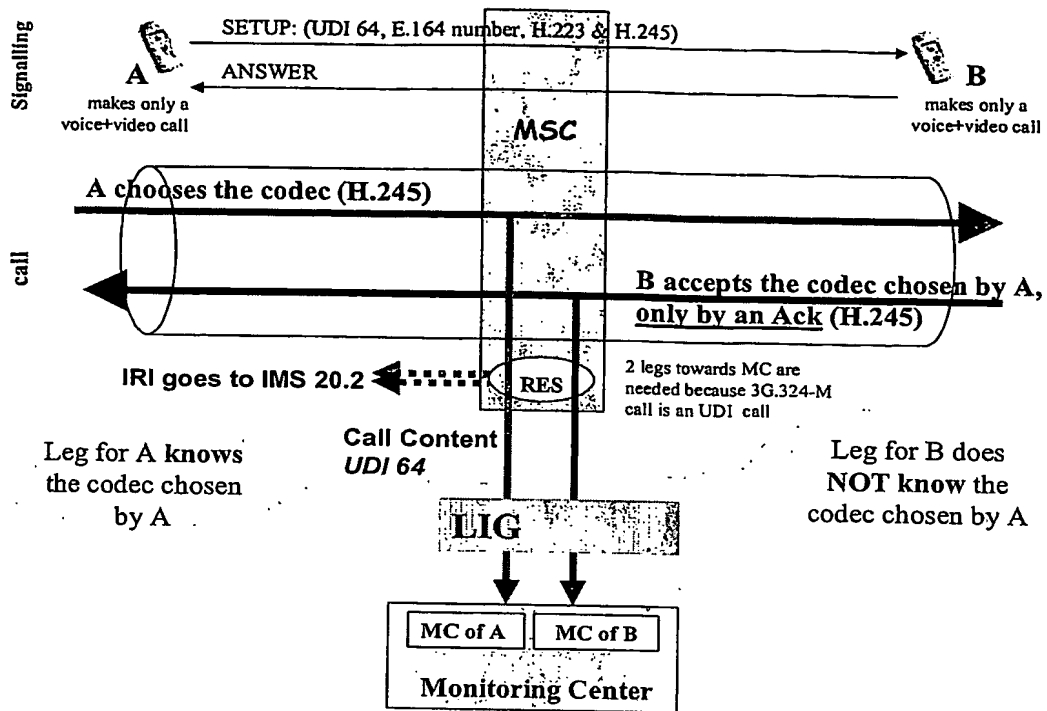 Signalling
SETUP: (UDI 64, E.164 number, H.223 & H.245)
A
ANSWER
B
makes only a
voice+video call
makes only a
voice+video call
MSC
call
A chooses the codec (H.245)
B accepts the codec chosen by A,
only by an Ack (H.245)
IRI goes to IMS 20.2
RES
2 legs towards MC are
needed because 3G.324-M
call is an UDI call
Call Content
UDI 64
Leg for A knows
the codec chosen
by A
Leg for B does
NOT know the
codec chosen by A
LIG
MC of A
MC of B
Monitoring Center